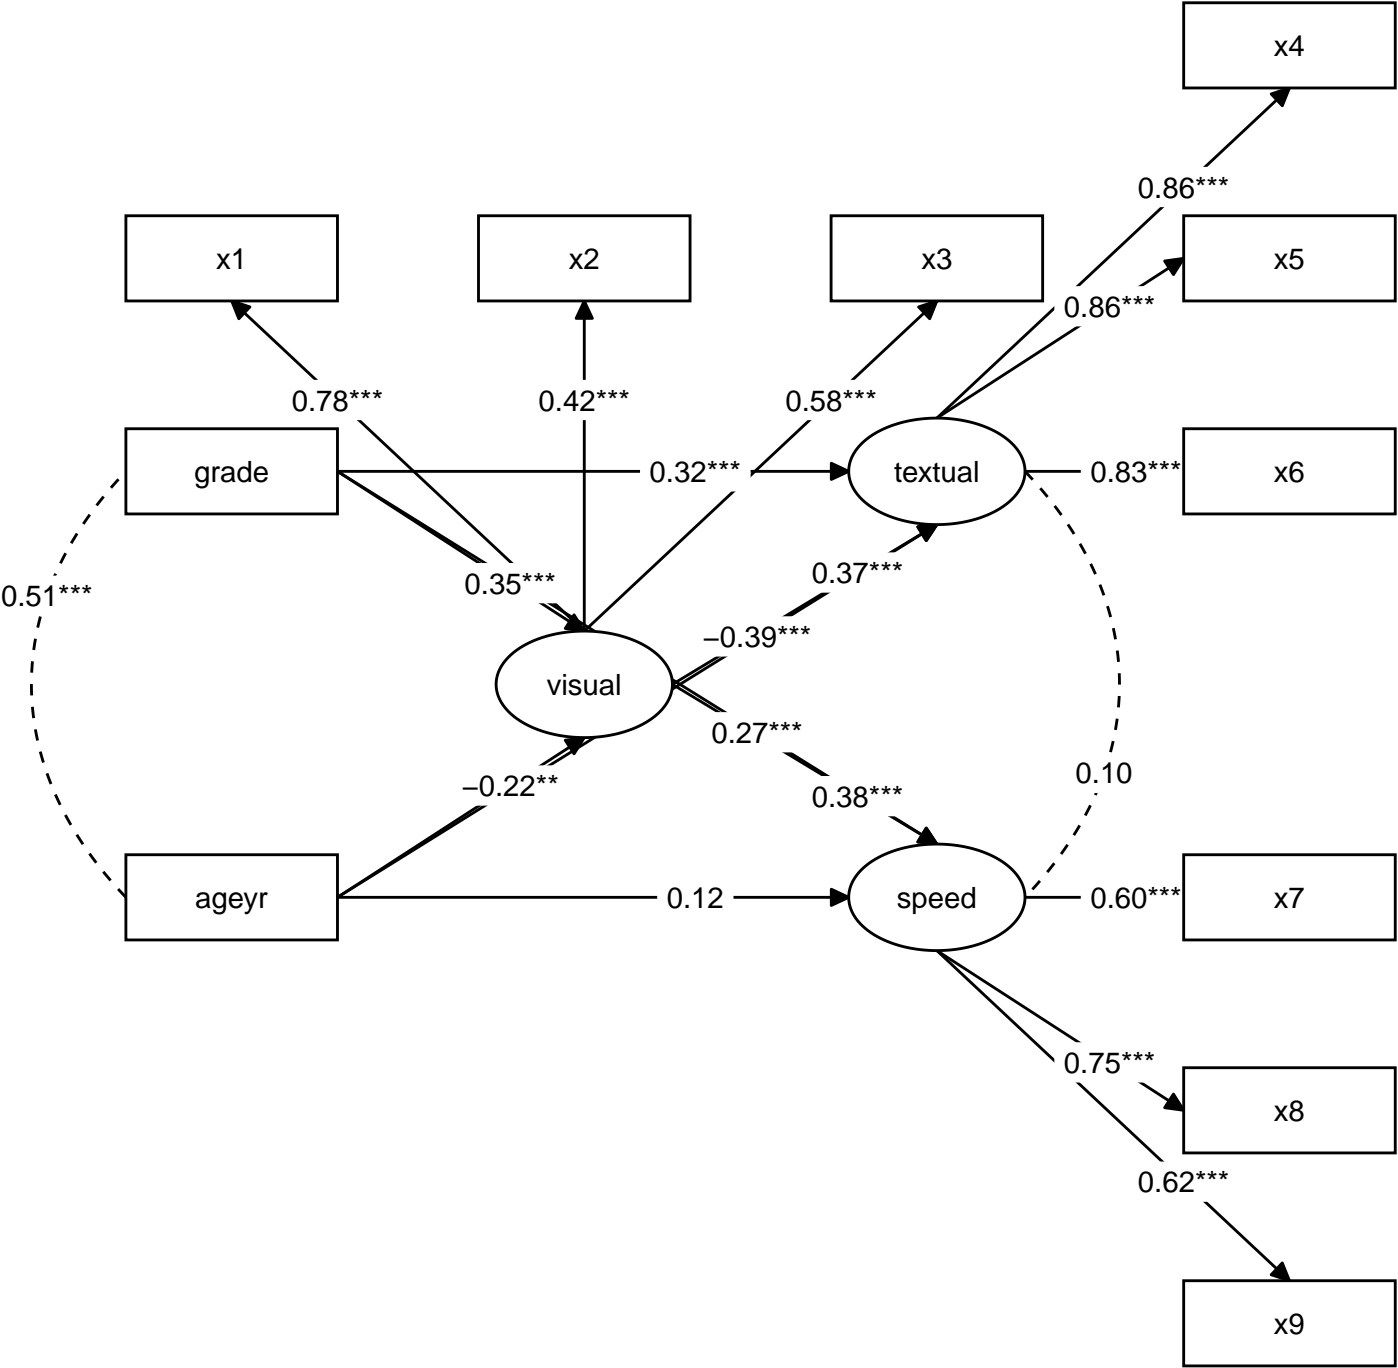 x4
0.86***
x1
x2
x3
x5
0.86***
0.78***
0.42***
0.58***
grade
0.32***
textual
0.83***
x6
0.37***
0.35***
0.51***
−0.39***
visual
0.27***
0.10
−0.22**
0.38***
ageyr
0.12
speed
0.60***
x7
0.75***
x8
0.62***
x9